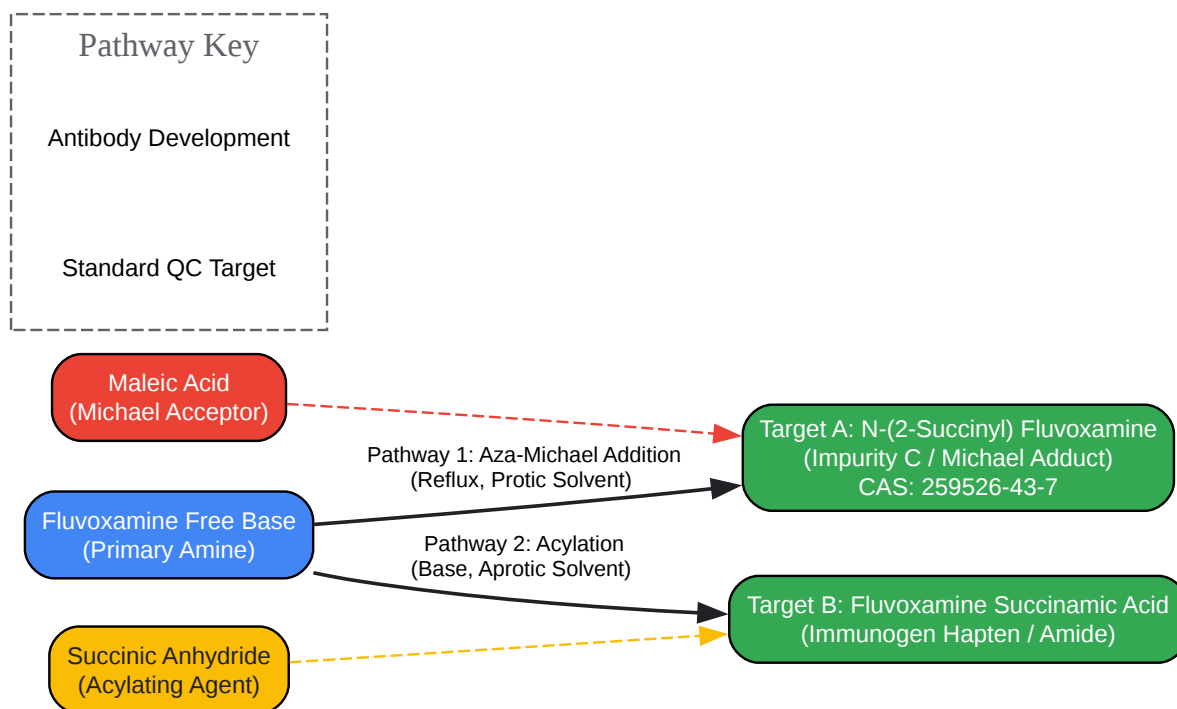 Pathway Key
Antibody Development
Standard QC Target
Maleic Acid
(Michael Acceptor)
Target A: N-(2-Succinyl) Fluvoxamine
(Impurity C / Michael Adduct)
CAS: 259526-43-7
Pathway 1: Aza-Michael Addition
(Reflux, Protic Solvent)
Fluvoxamine Free Base
(Primary Amine)
Pathway 2: Acylation
(Base, Aprotic Solvent)
Target B: Fluvoxamine Succinamic Acid
(Immunogen Hapten / Amide)
Succinic Anhydride
(Acylating Agent)